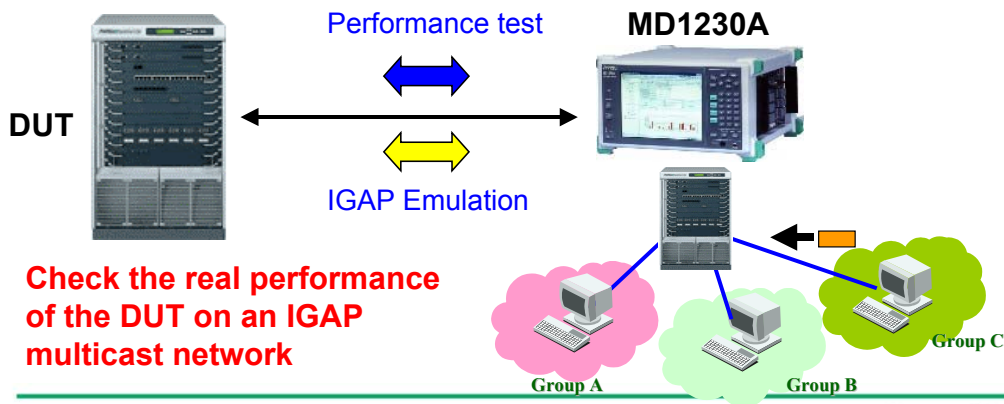 Performance test
MD1230A
DUT
IGAP Emulation
Check the real performance
of the DUT on an IGAP
multicast network
Group C
Group A
Group B